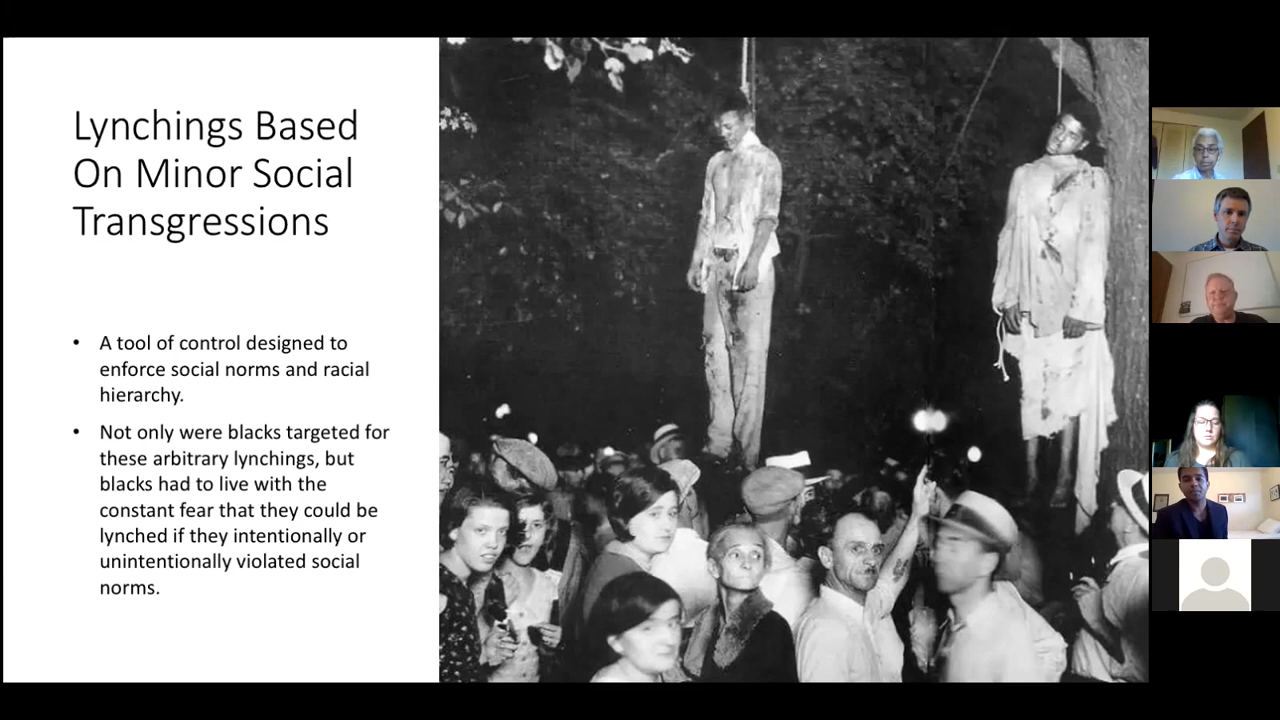 Lynchings Based
On Minor Social
Transgressions
• A tool of control designed to
enforce social norms and racial
hierarchy.
• Not only were blacks targeted for
these arbitrary lynchings, but
blacks had to live with the
constant fear that they could be
lynched if they intentionally or
unintentionally violated social
norms.